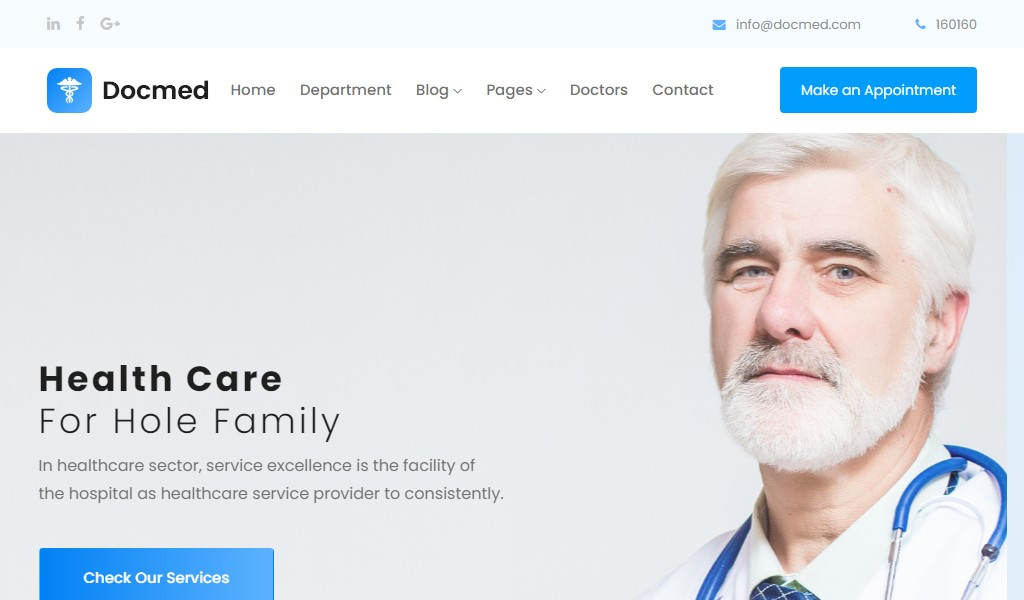 info@docmed.com
160160
Docmed
Home
Department
Blog
Pages
Doctors
Contact
Make an Appointment
Health Care
For Hole Family
In healthcare sector, service excellence is the facility of
the hospital as healthcare service provider to consistently.
Check Our Services